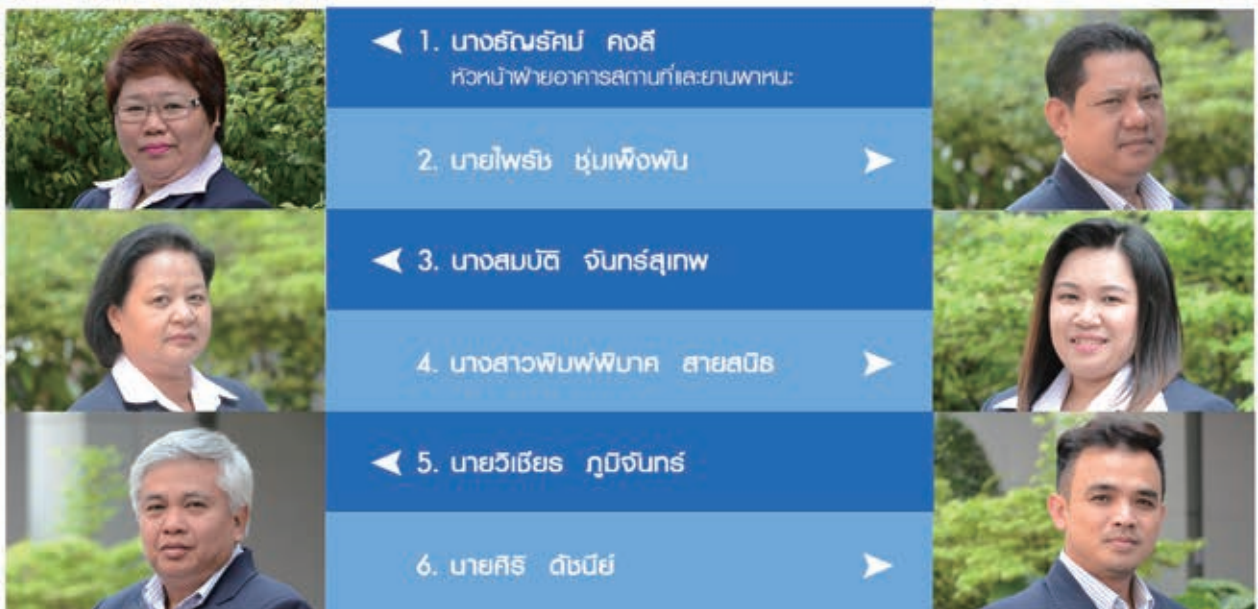 1. นางธัญรัศม์ คงสี
หัวหน้าฝ่ายอาคารสถานที่และยานพาหนะ
2. นายไพรัช ชุ่มเพ็งพัน
3. นางสมบัติ จันทร์สุเทพ
4. นางสาวพิมพ์พิมาศ สายสนิธ
5. นายวิเชียร ภูมิจันทร์
6. นายศิริ ดัชนีย์